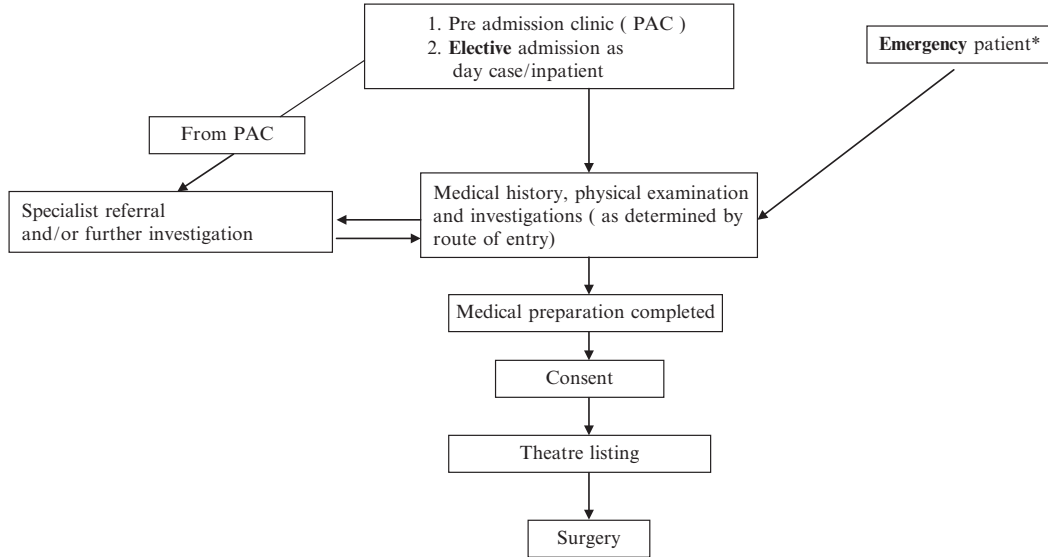 1. Pre admission clinic ( PAC )
2. Elective admission as
day case/inpatient
Emergency patient*
From PAC
Specialist referral
and/or further investigation
Medical history, physical examination
and investigations ( as determined by
route of entry)
Medical preparation completed
Consent
Theatre listing
Surgery